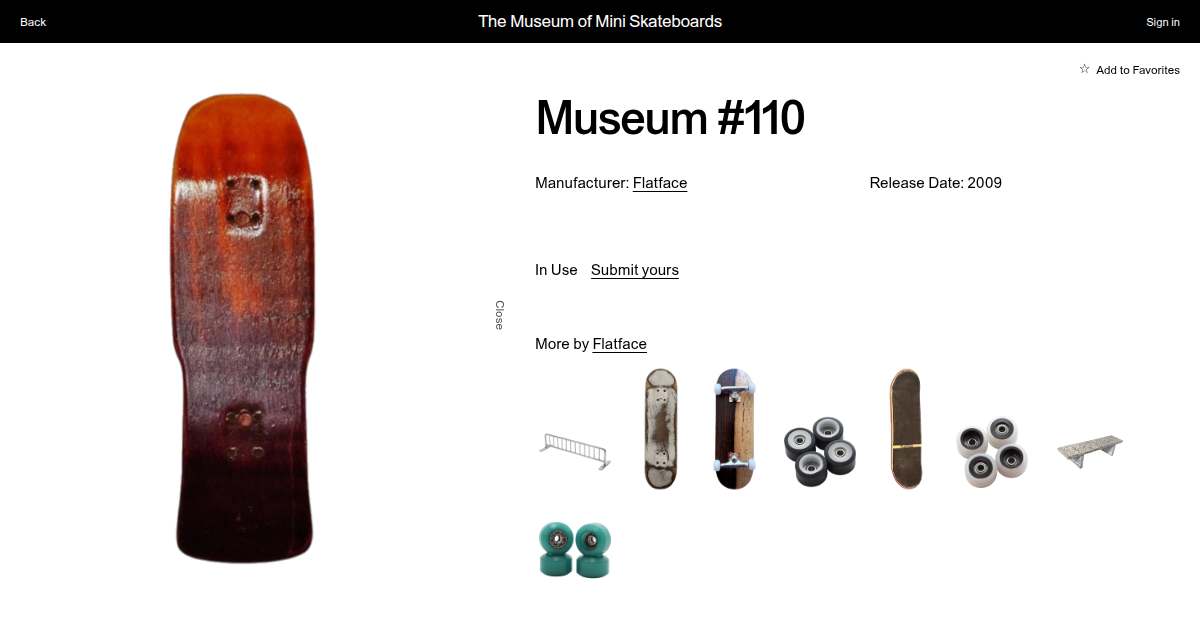 Back
The Museum of Mini Skateboards
Sign in
☆ Add to Favorites
Museum #110
Manufacturer: Flatface
Release Date: 2009
In Use Submit yours
Close
More by Flatface